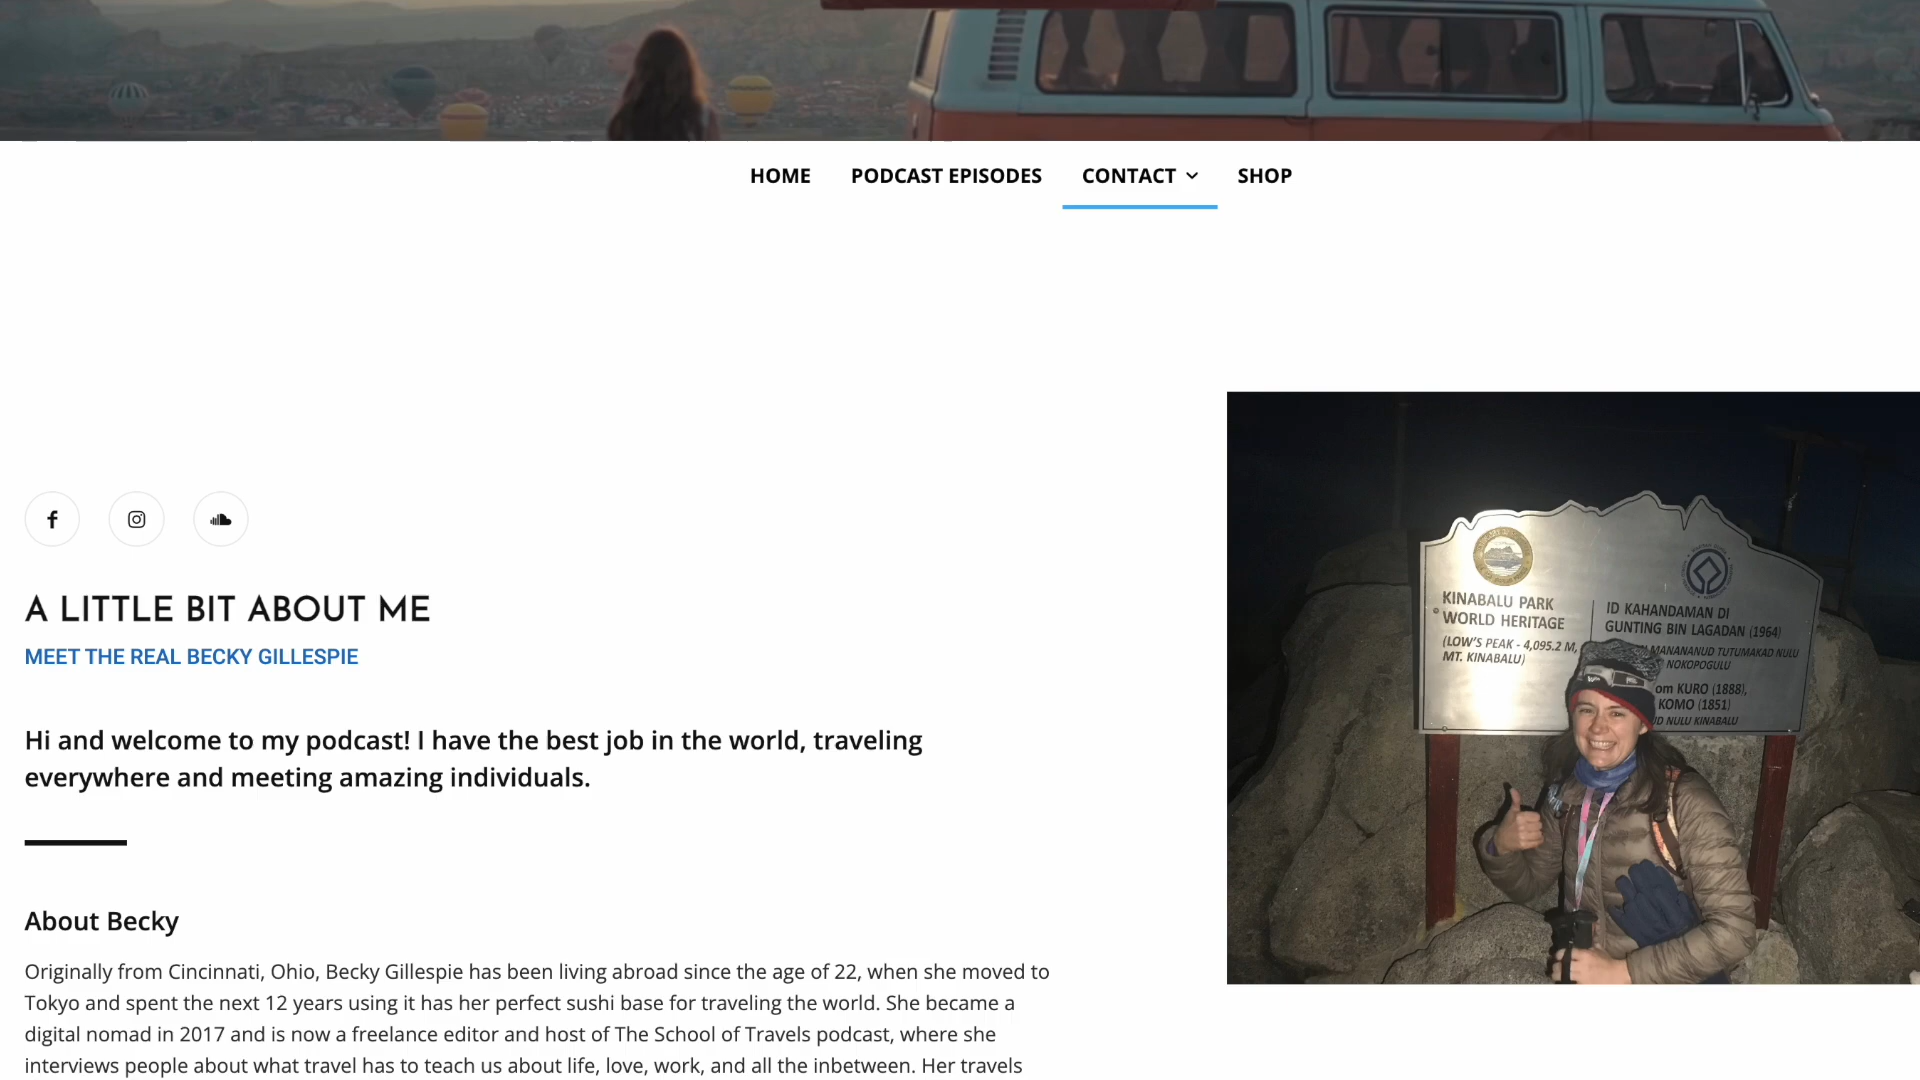 HOME PODCAST EPISODES CONTACT SHOP
A LITTLE BIT ABOUT ME
MEET THE REAL BECKY GILLESPIE
Hi and welcome to my podcast! I have the best job in the world, traveling
everywhere and meeting amazing individuals.
About Becky
Originally from Cincinnati, Ohio, Becky Gillespie has been living abroad since the age of 22, when she moved to
Tokyo and spent the next 12 years using it has her perfect sushi base for traveling the world. She became a
digital nomad in 2017 and is now a freelance editor and host of The School of Travels podcast, where she
interviews people about what travel has to teach us about life, love, work, and all the inbetween. Her travels
KINABALU PARK
WORLD HERITAGE
(LOW'S PEAK - 4,095.2 M,
MT. KINABALU)
ID KAHANDAMAN DI
GUNTING BIN LAGADAN (1964)
MANANANUD TUTUMAKAD NULU
NOKOPOGULU
KURO (1888),
KOMO (1851)
NULU KINABALU